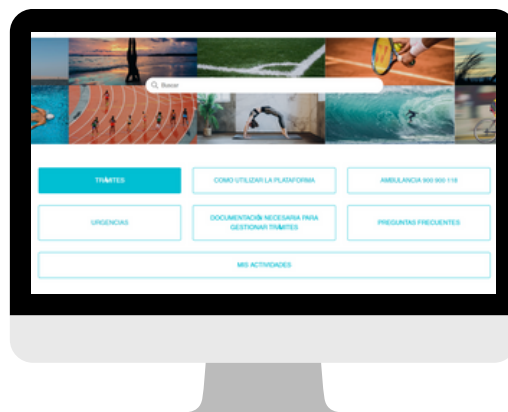 Buscar
TRÁMITES
COMO UTILIZAR LA PLATAFORMA
AMBULANCIA 900 900 118
URGENCIAS
DOCUMENTACIÓN NECESARIA PARA
GESTIONAR TRÁMITES
PREGUNTAS FRECUENTES
MIS ACTIVIDADES